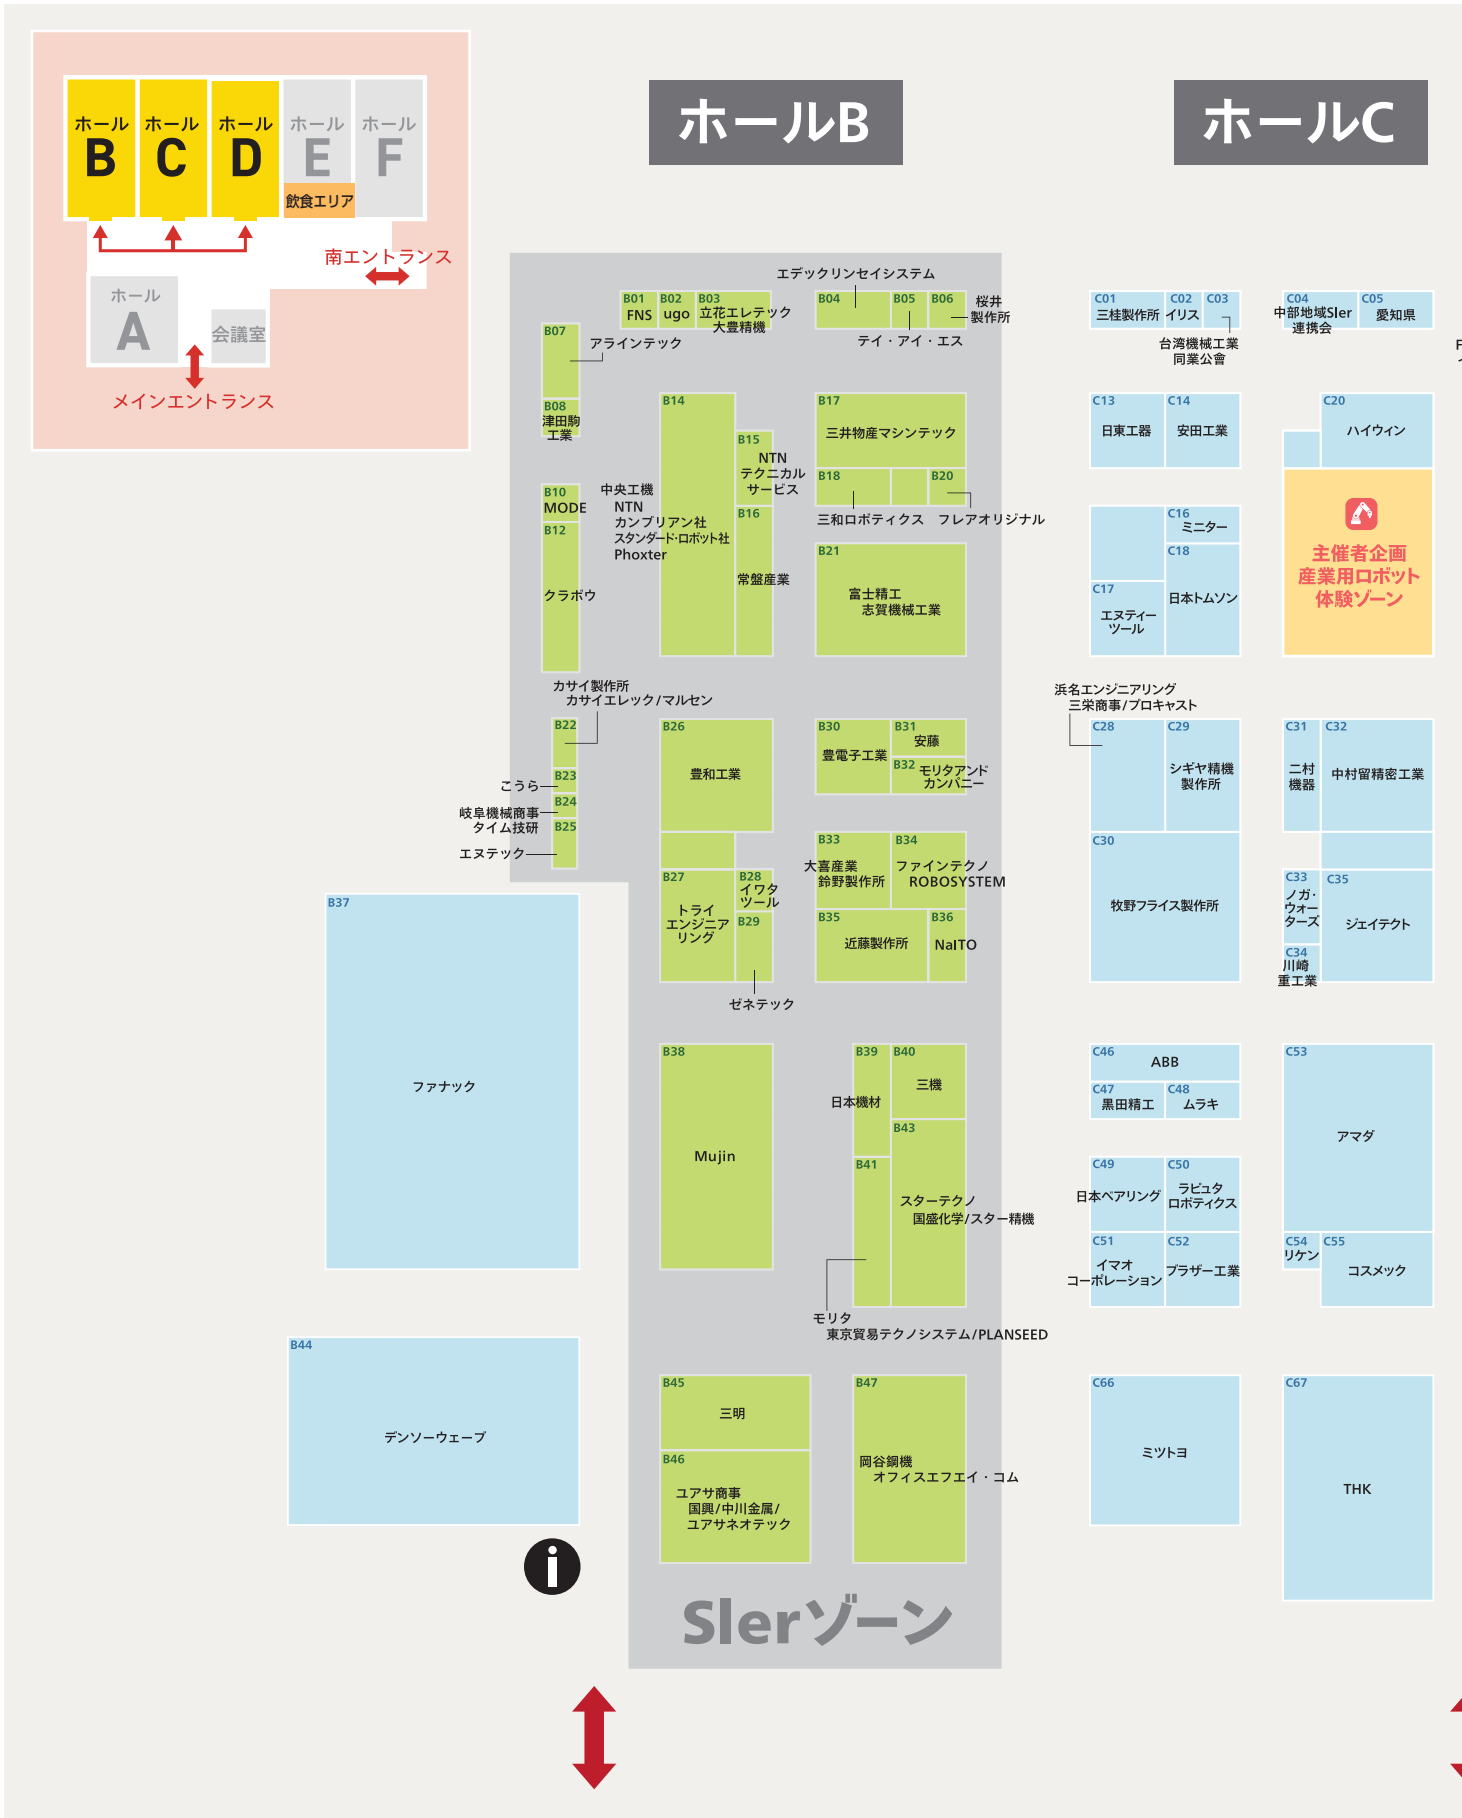 ホール
B
ホール
C
ホール
D
ホール
E
ホール
F
飲食エリア
南エントランス
ホール
A
会議室
メインエントランス
ホールB
ホールC
エデックリンセイシステム
B01
FNS
B02
ugo
B03
立花エレテック
大豊精機
B04
B05
B06
桜井
製作所
テイ・アイ・エス
B07
アラインテック
B08
津田駒
工業
B10
MODE
B12
クラボウ
B14
中央工機
NTN
カンブリアン社
スタンダード・ロボット社
Phoxter
B15
NTN
テクニカル
サービス
B16
常盤産業
B17
三井物産マシンテック
B18
B20
三和ロボティクス
フレアオリジナル
B21
富士精工
志賀機械工業
カサイ製作所
カサイエレック/マルセン
B22
B23
こうら
B24
岐阜機械商事
タイム技研
B25
エヌテック
B26
豊和工業
B27
トライ
エンジニア
リング
B28
イワタ
ツール
B29
ゼネテック
B30
豊電子工業
B31
安藤
B32
モリタアンド
カンパニー
B33
大喜産業
鈴野製作所
B34
ファインテクノ
ROBOSYSTEM
B35
近藤製作所
B36
NaITO
B37
ファナック
B38
Mujin
B39
日本機材
B40
三機
B41
B43
スターテクノ
国盛化学/スター精機
モリタ
東京貿易テクノシステム/PLANSEED
B44
デンソーウェーブ
B45
三明
B46
ユアサ商事
国興/中川金属/
ユアサネオテック
B47
岡谷鋼機
オフィスエフエイ・コム
i
SIerゾーン
C01
三桂製作所
C02
イリス
C03
台湾機械工業
同業公會
C04
中部地域SIer
連携会
C05
愛知県
C13
日東工器
C14
安田工業
C20
ハイウィン
C16
ミニター
C17
エヌティー
ツール
C18
日本トムソン
主催者企画
産業用ロボット
体験ゾーン
浜名エンジニアリング
三栄商事/プロキャスト
C28
C29
シギヤ精機
製作所
C30
牧野フライス製作所
C31
二村
機器
C32
中村留精密工業
C33
ノガ・
ウォー
ターズ
C34
川崎
重工業
C35
ジェイテクト
C46
ABB
C47
黒田精工
C48
ムラキ
C49
日本ベアリング
C50
ラピュタ
ロボティクス
C51
イマオ
コーポレーション
C52
ブラザー工業
C53
アマダ
C54
リケン
C55
コスメック
C66
ミツトヨ
C67
THK